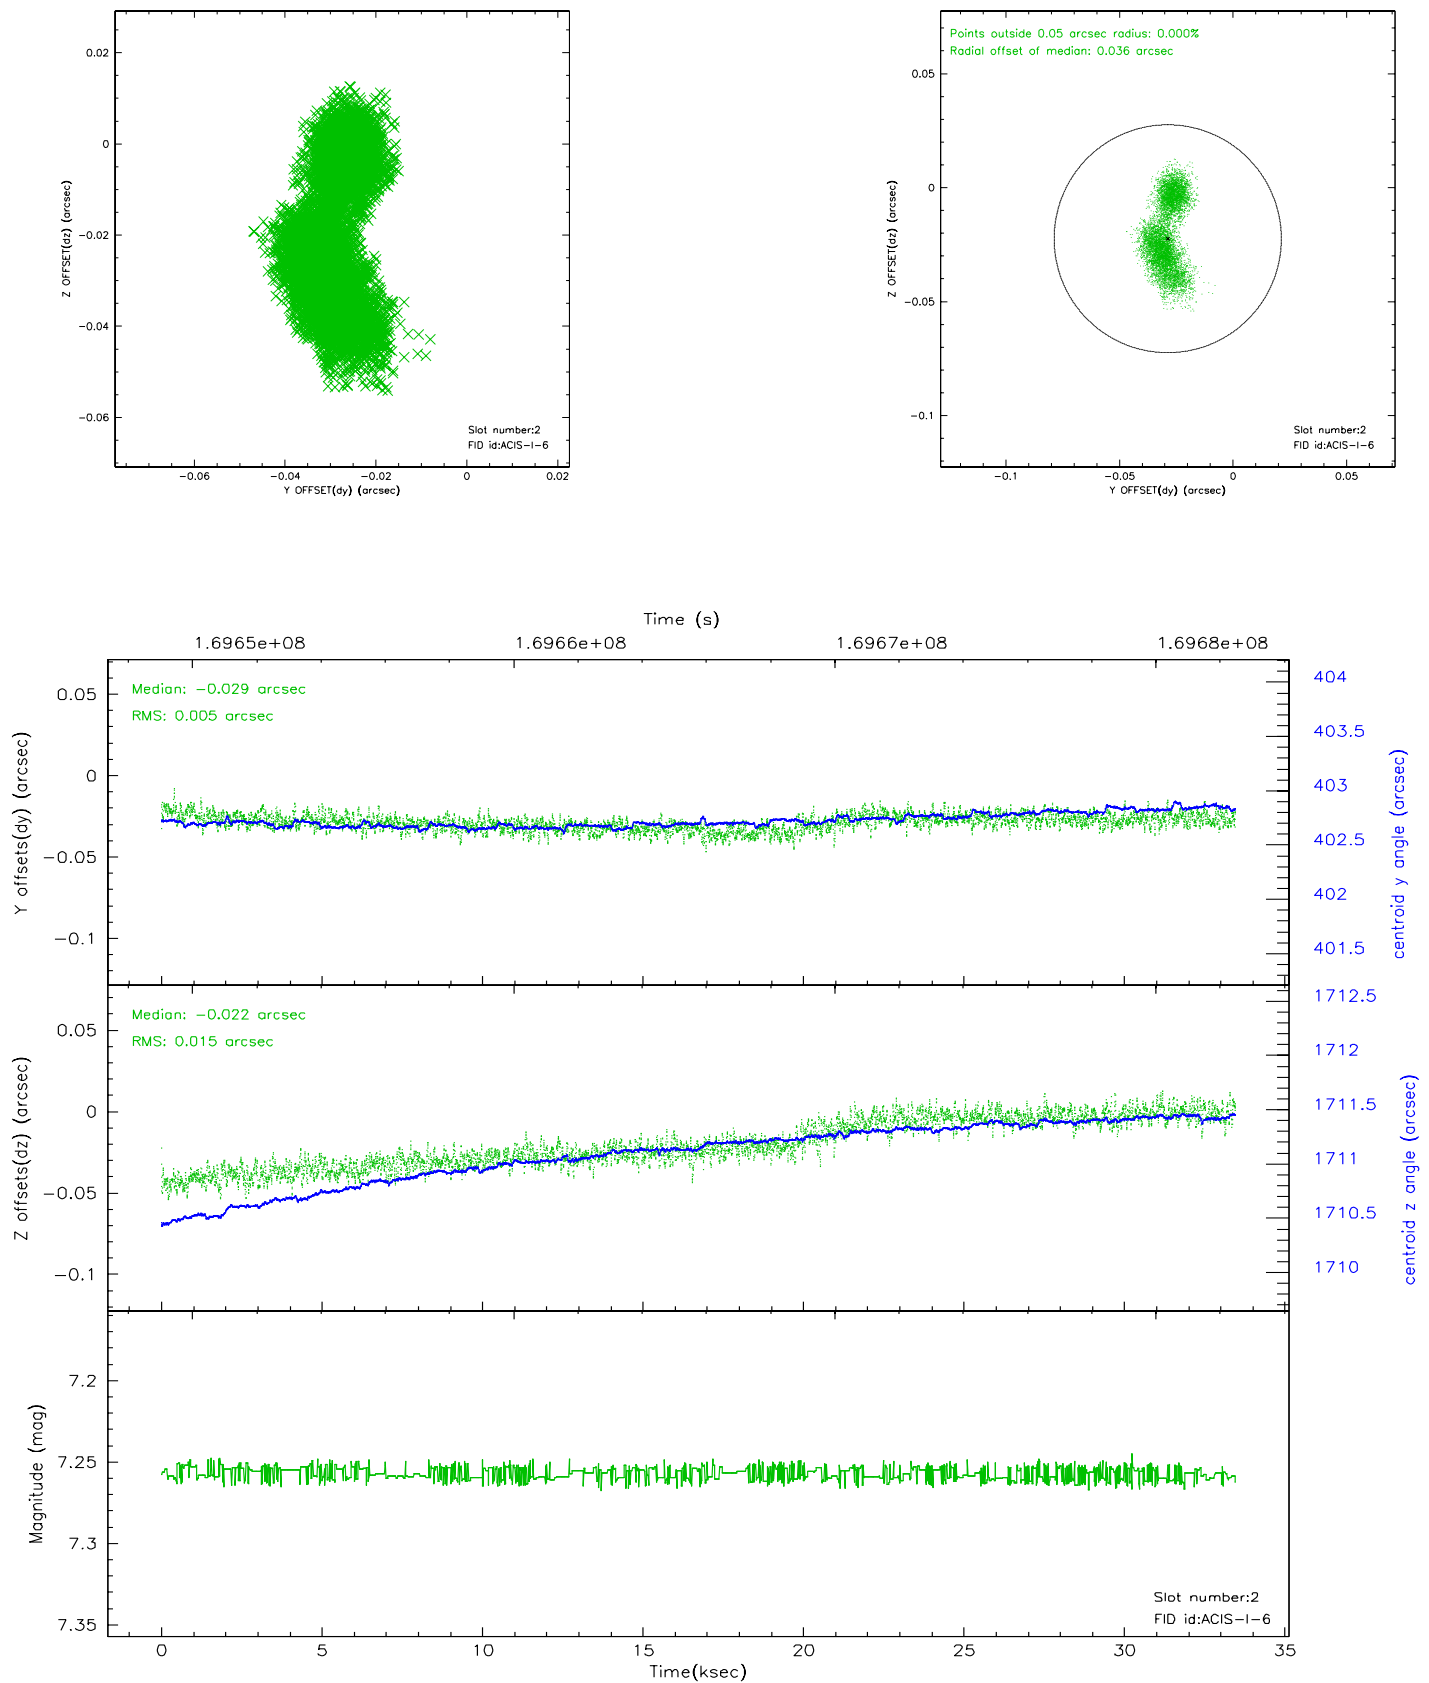 0.02
0
−0.02
−0.04
−0.06
Z OFFSET(dz) (arcsec)
Slot number:2
FID id:ACIS−I−6
−0.06
−0.04
−0.02
0
0.02
Y OFFSET(dy) (arcsec)
Points outside 0.05 arcsec radius: 0.000%
Radial offset of median: 0.036 arcsec
0.05
0
−0.05
−0.1
Z OFFSET(dz) (arcsec)
Slot number:2
FID id:ACIS−I−6
−0.1
−0.05
0
0.05
Y OFFSET(dy) (arcsec)
Time (s)
1.6965e+08
1.6966e+08
1.6967e+08
1.6968e+08
Median: −0.029 arcsec
RMS: 0.005 arcsec
0.05
0
−0.05
−0.1
Y offsets(dy) (arcsec)
404
403.5
403
402.5
402
401.5
centroid y angle (arcsec)
Median: −0.022 arcsec
RMS: 0.015 arcsec
0.05
0
−0.05
−0.1
Z offsets(dz) (arcsec)
1712.5
1712
1711.5
1711
1710.5
1710
centroid z angle (arcsec)
7.2
7.25
7.3
7.35
Magnitude (mag)
Slot number:2
FID id:ACIS−I−6
0
5
10
15
20
25
30
35
Time(ksec)